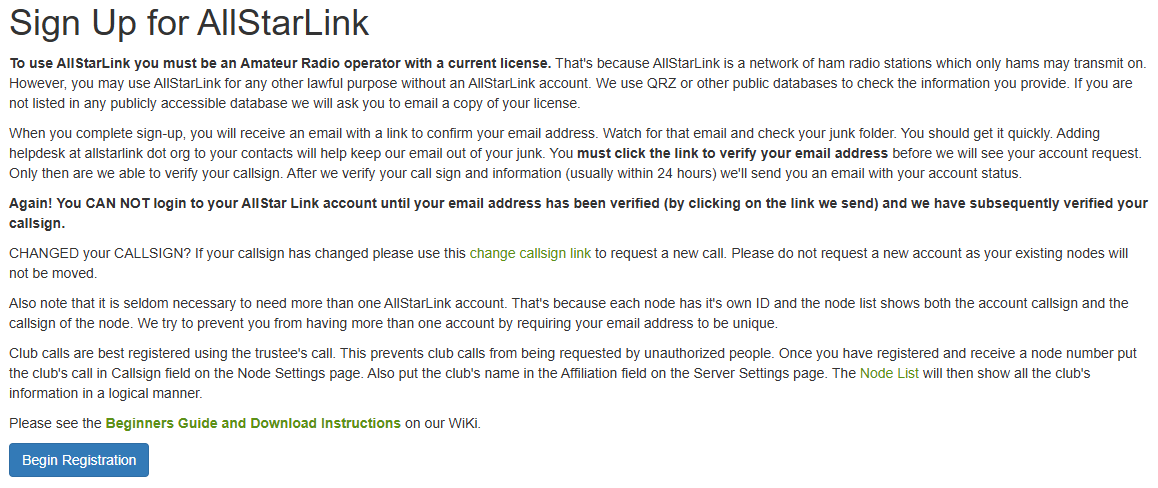 Sign Up for AllStarLink
To use AllStarLink you must be an Amateur Radio operator with a current license. That's because AllStarLink is a network of ham radio stations which only hams may transmit on.
However, you may use AllStarLink for any other lawful purpose without an AllStarLink account. We use QRZ or other public databases to check the information you provide. If you are
not listed in any publicly accessible database we will ask you to email a copy of your license.
When you complete sign-up, you will receive an email with a link to confirm your email address. Watch for that email and check your junk folder. You should get it quickly. Adding
helpdesk at allstarlink dot org to your contacts will help keep our email out of your junk. You must click the link to verify your email address before we will see your account request.
Only then are we able to verify your callsign. After we verify your call sign and information (usually within 24 hours) we'll send you an email with your account status.
Again! You CAN NOT login to your AllStar Link account until your email address has been verified (by clicking on the link we send) and we have subsequently verified your
callsign.
CHANGED your CALLSIGN? If your callsign has changed please use this change callsign link to request a new call. Please do not request a new account as your existing nodes will
not be moved.
Also note that it is seldom necessary to need more than one AllStarLink account. That's because each node has it's own ID and the node list shows both the account callsign and the
callsign of the node. We try to prevent you from having more than one account by requiring your email address to be unique.
Club calls are best registered using the trustee's call. This prevents club calls from being requested by unauthorized people. Once you have registered and receive a node number put
the club's call in Callsign field on the Node Settings page. Also put the club's name in the Affiliation field on the Server Settings page. The Node List will then show all the club's
information in a logical manner.
Please see the Beginners Guide and Download Instructions on our WiKi.
Begin Registration